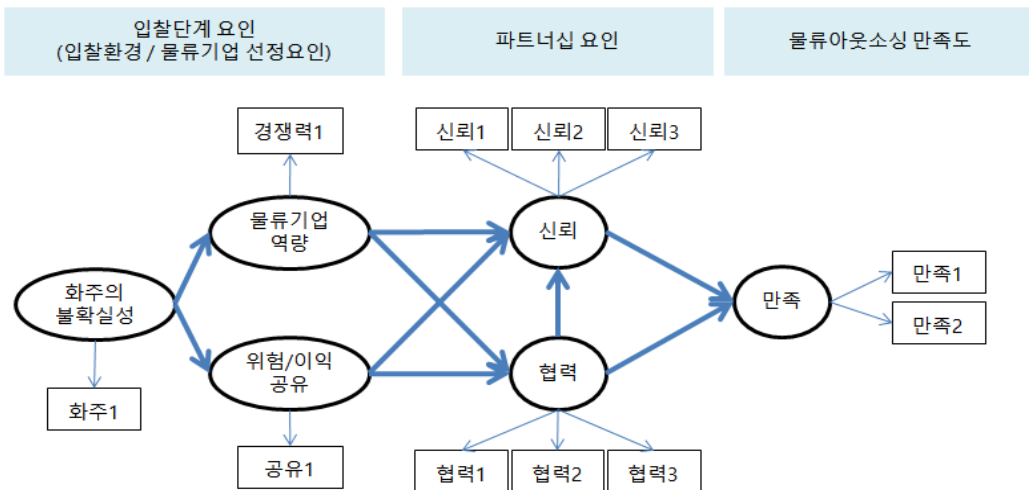 입찰단계 요인
(입찰환경 / 물류기업 선정요인)
파트너십 요인
물류아웃소싱 만족도
경쟁력1
신뢰1
신뢰2
신뢰3
물류기업
역량
신뢰
화주의
불확실성
만족
만족1
만족2
위험/이익
공유
협력
화주1
공유1
협력1
협력2
협력3